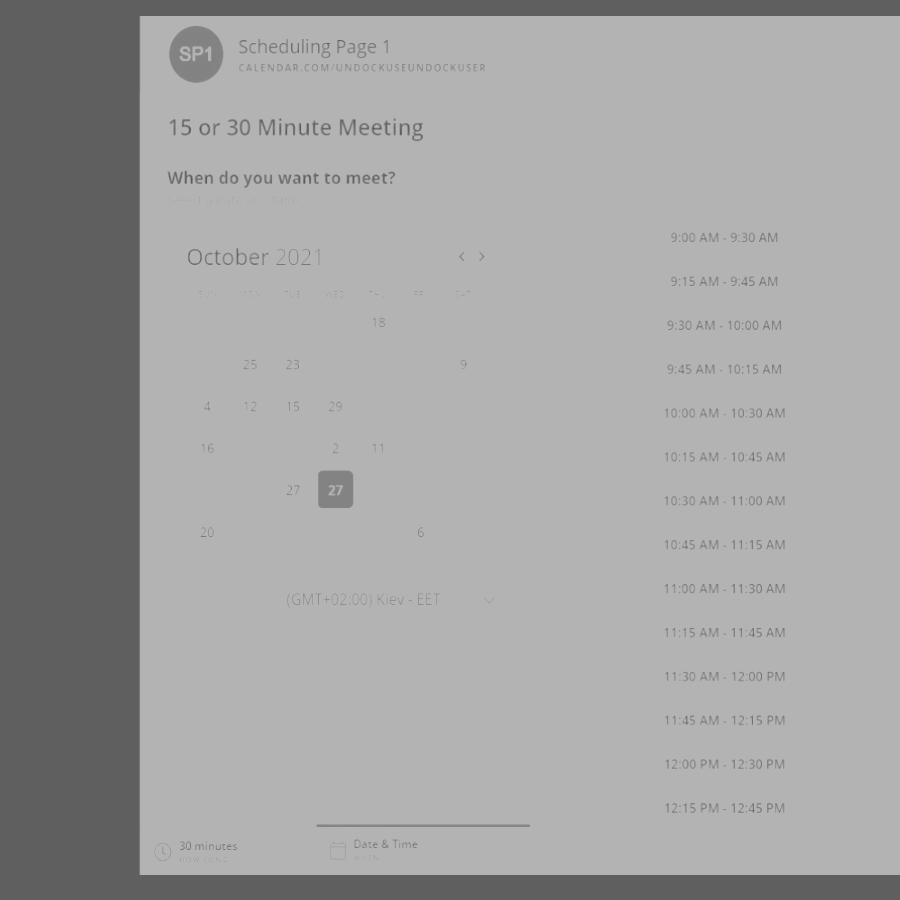 SP1
Scheduling Page 1
CALENDAR.COM/UNDOCKUSEUNDOCKUSER
15 or 30 Minute Meeting
When do you want to meet?
October 2021
SUN MON TUE WED THU FRI SAT
18
25 23 9
4 12 15 29
16 2 11
27 27
20 6
(GMT+02:00) Kiev - EET
9:00 AM - 9:30 AM
9:15 AM - 9:45 AM
9:30 AM - 10:00 AM
9:45 AM - 10:15 AM
10:00 AM - 10:30 AM
10:15 AM - 10:45 AM
10:30 AM - 11:00 AM
10:45 AM - 11:15 AM
11:00 AM - 11:30 AM
11:15 AM - 11:45 AM
11:30 AM - 12:00 PM
11:45 AM - 12:15 PM
12:00 PM - 12:30 PM
12:15 PM - 12:45 PM
30 minutes
HOW LONG
Date & Time